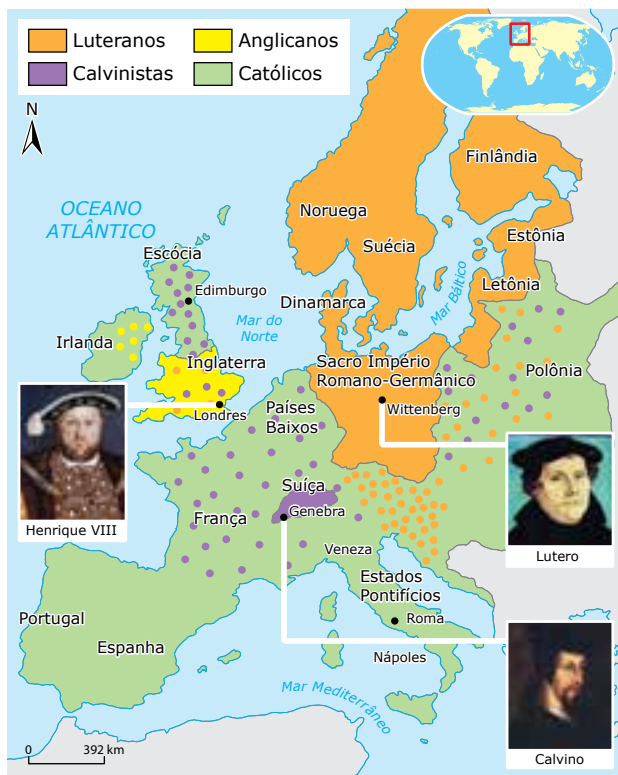 Luteranos
Anglicanos
Calvinistas
Católicos
N
OCEANO
ATLÂNTICO
Finlândia
Noruega
Suécia
Estônia
Escócia
Letônia
Edimburgo
Dinamarca
Mar Báltico
Mar do
Norte
Irlanda
Inglaterra
Sacro Império
Romano-Germânico
Polônia
Londres
Países
Baixos
Wittenberg
Henrique VIII
Suíça
França
Genebra
Lutero
Veneza
Estados
Pontifícios
Portugal
Roma
Espanha
Nápoles
Mar Mediterrâneo
0
392 km
Calvino